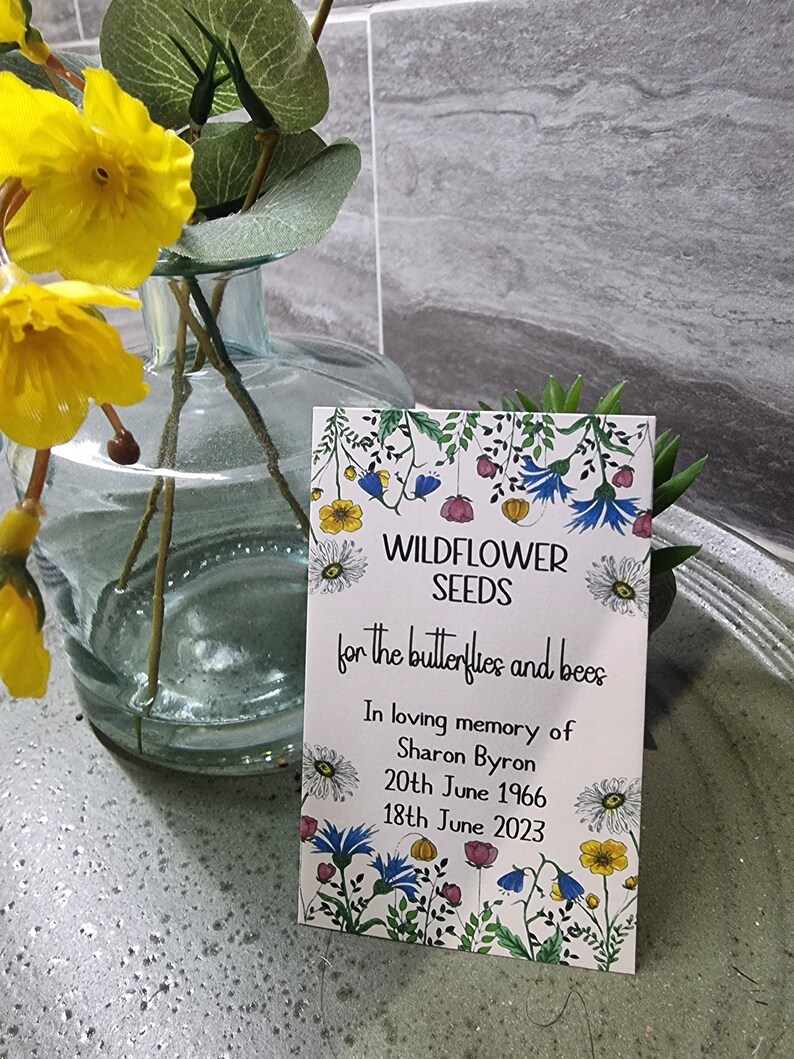 WILDFLOWER
SEEDS
for the butterflies and bees
In loving memory of
Sharon Byron
20th June 1966
18th June 2023